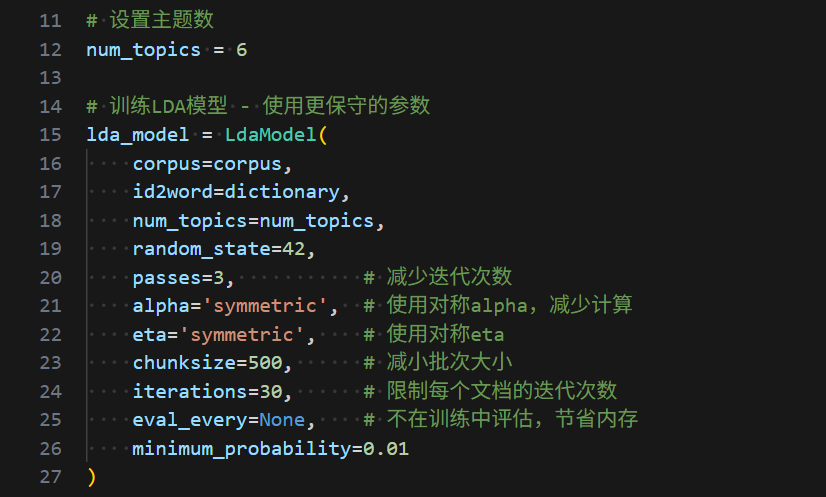 11 # 设置主题数
12 num_topics = 6
13
14 # 训练LDA模型 - 使用更保守的参数
15 lda_model = LdaModel(
16     corpus=corpus,
17     id2word=dictionary,
18     num_topics=num_topics,
19     random_state=42,
20     passes=3,           # 减少迭代次数
21     alpha='symmetric',  # 使用对称alpha，减少计算
22     eta='symmetric',    # 使用对称eta
23     chunksize=500,      # 减小批次大小
24     iterations=30,      # 限制每个文档的迭代次数
25     eval_every=None,    # 不在训练中评估，节省内存
26     minimum_probability=0.01
27 )